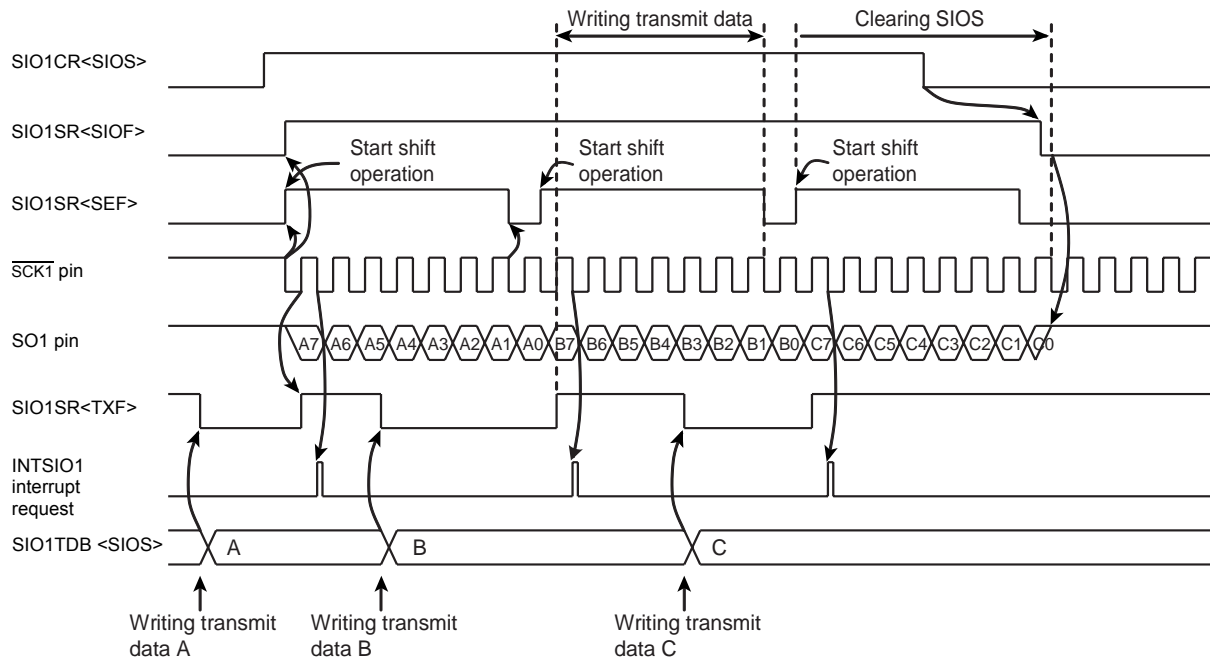 Writing transmit data
Clearing SIOS
SIO1CR<SIOS>
SIO1SR<SIOF>
Start shift
operation
Start shift
operation
Start shift
operation
SIO1SR<SEF>
SCK1 pin
SO1 pin
A7 A6 A5 A4 A3 A2 A1 A0 B7 B6 B5 B4 B3 B2 B1 B0 C7 C6 C5 C4 C3 C2 C1 C0
SIO1SR<TXF>
INTSIO1
interrupt
request
SIO1TDB <SIOS>
A
B
C
Writing transmit
data A
Writing transmit
data B
Writing transmit
data C